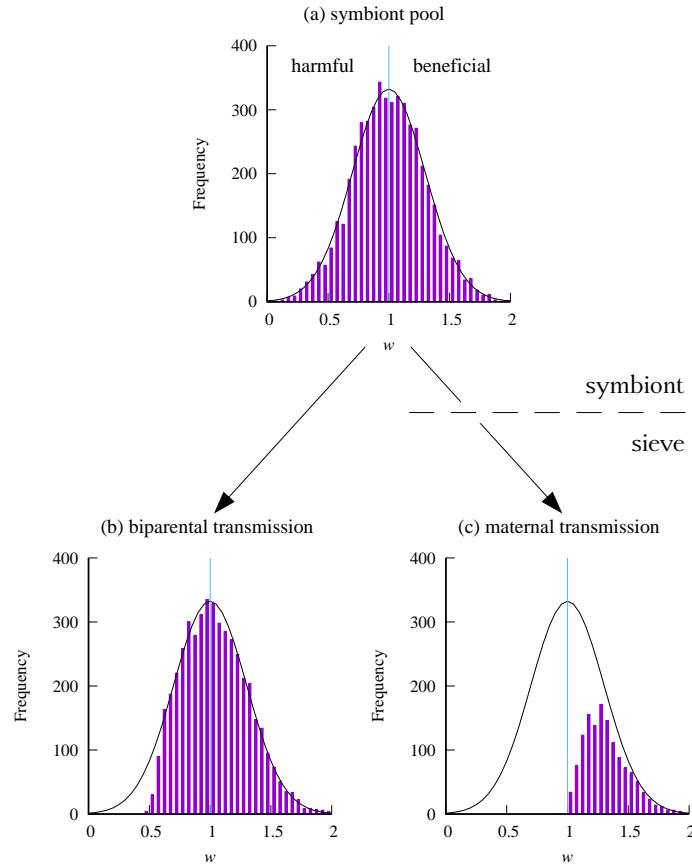 (a) symbiont pool
400
300
200
100
0
Frequency
harmful
beneficial
0
0.5
1
1.5
2
w
symbiont
sieve
(b) biparental transmission
400
300
200
100
0
Frequency
0
0.5
1
1.5
2
w
(c) maternal transmission
400
300
200
100
0
Frequency
0
0.5
1
1.5
2
w